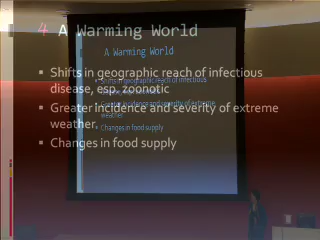 4 A Warming World
▪ Shifts in geographic reach of infectious
disease, esp. zoonotic
▪ Greater incidence and severity of extreme
weather
▪ Changes in food supply
A Warming World
• Shifts in geographic reach of infectious
disease, esp. zoonotic
• Greater incidence and severity of extreme
weather
• Changes in food supply